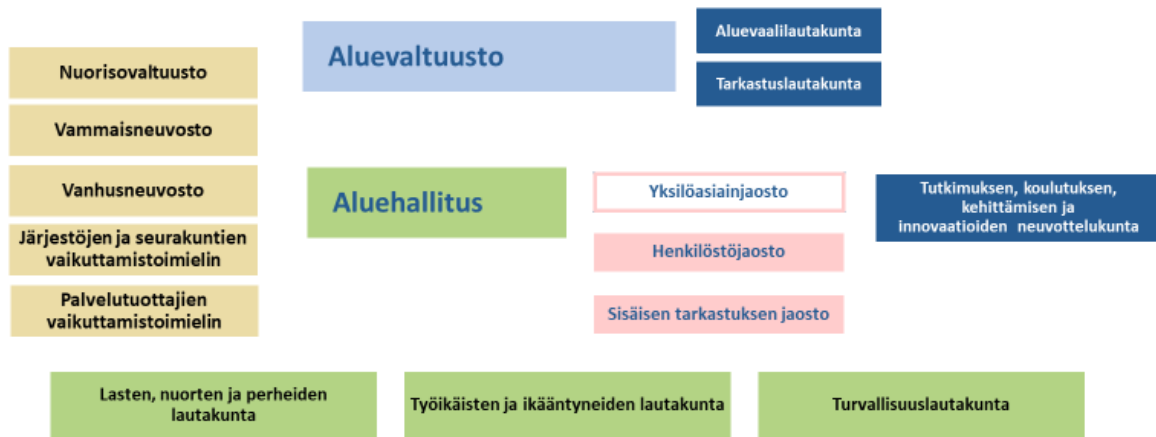 Nuorisovaltuusto
Vammaisneuvosto
Vanhusneuvosto
Järjestöjen ja seurakuntien
vaikuttamistoimielin
Palvelutuottajien
vaikuttamistoimielin
Aluevaltuusto
Aluevaalilautakunta
Tarkastuslautakunta
Aluehallitus
Yksilöasiainjaosto
Henkilöstöjaosto
Sisäisen tarkastuksen jaosto
Tutkimuksen, koulutuksen,
kehittämisen ja
innovaatioiden neuvottelukunta
Lasten, nuorten ja perheiden
lautakunta
Työikäisten ja ikääntyneiden lautakunta
Turvallisuuslautakunta